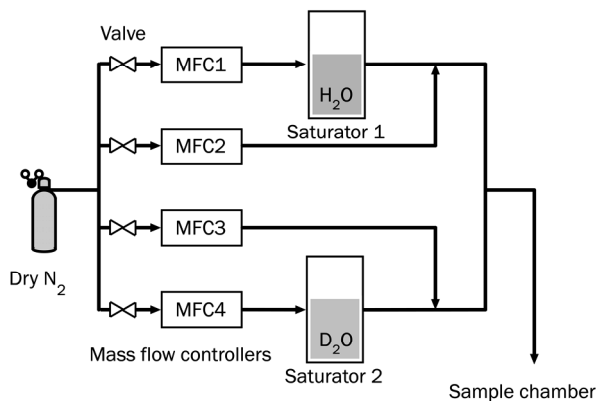 Valve
MFC1
H₂O
Saturator 1
MFC2
MFC3
Dry N₂
MFC4
D₂O
Mass flow controllers
Saturator 2
Sample chamber